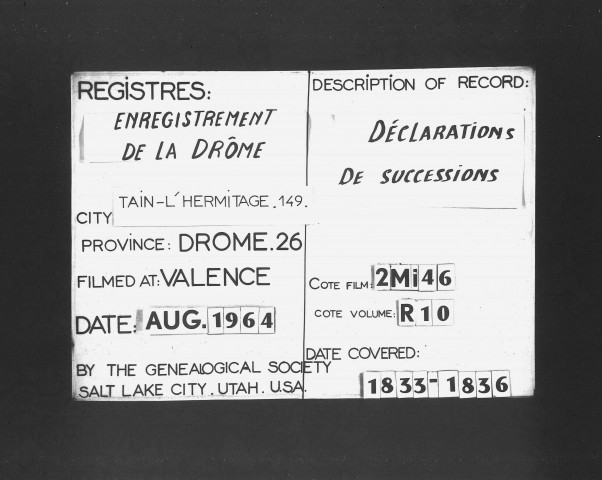 REGISTRES:
ENREGISTREMENT
DE LA DRÔME
CITY TAIN-L'HERMITAGE.149.
PROVINCE: DROME.26
FILMED AT: VALENCE
DATE: AUG. 1964
BY THE GENEALOGICAL SOCIETY
SALT LAKE CITY. UTAH. U.S.A.
DESCRIPTION OF RECORD:
DÉCLARATIONS
DE SUCCESSIONS
COTE FILM: 2Mi46
COTE VOLUME: R10
DATE COVERED:
1833-1836